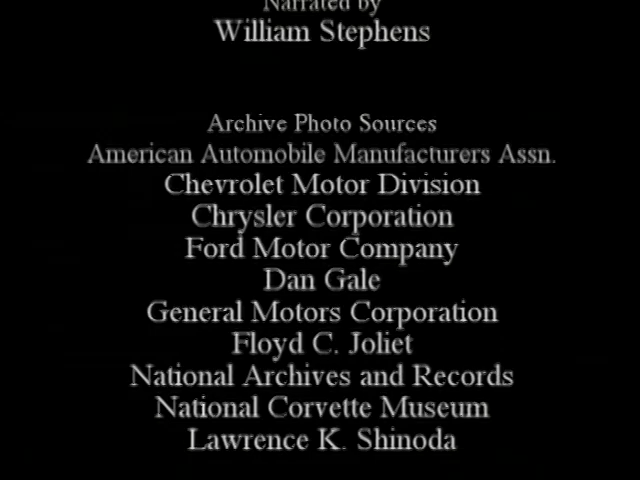 Narrated by
William Stephens
Archive Photo Sources
American Automobile Manufacturers Assn.
Chevrolet Motor Division
Chrysler Corporation
Ford Motor Company
Dan Gale
General Motors Corporation
Floyd C. Joliet
National Archives and Records
National Corvette Museum
Lawrence K. Shinoda